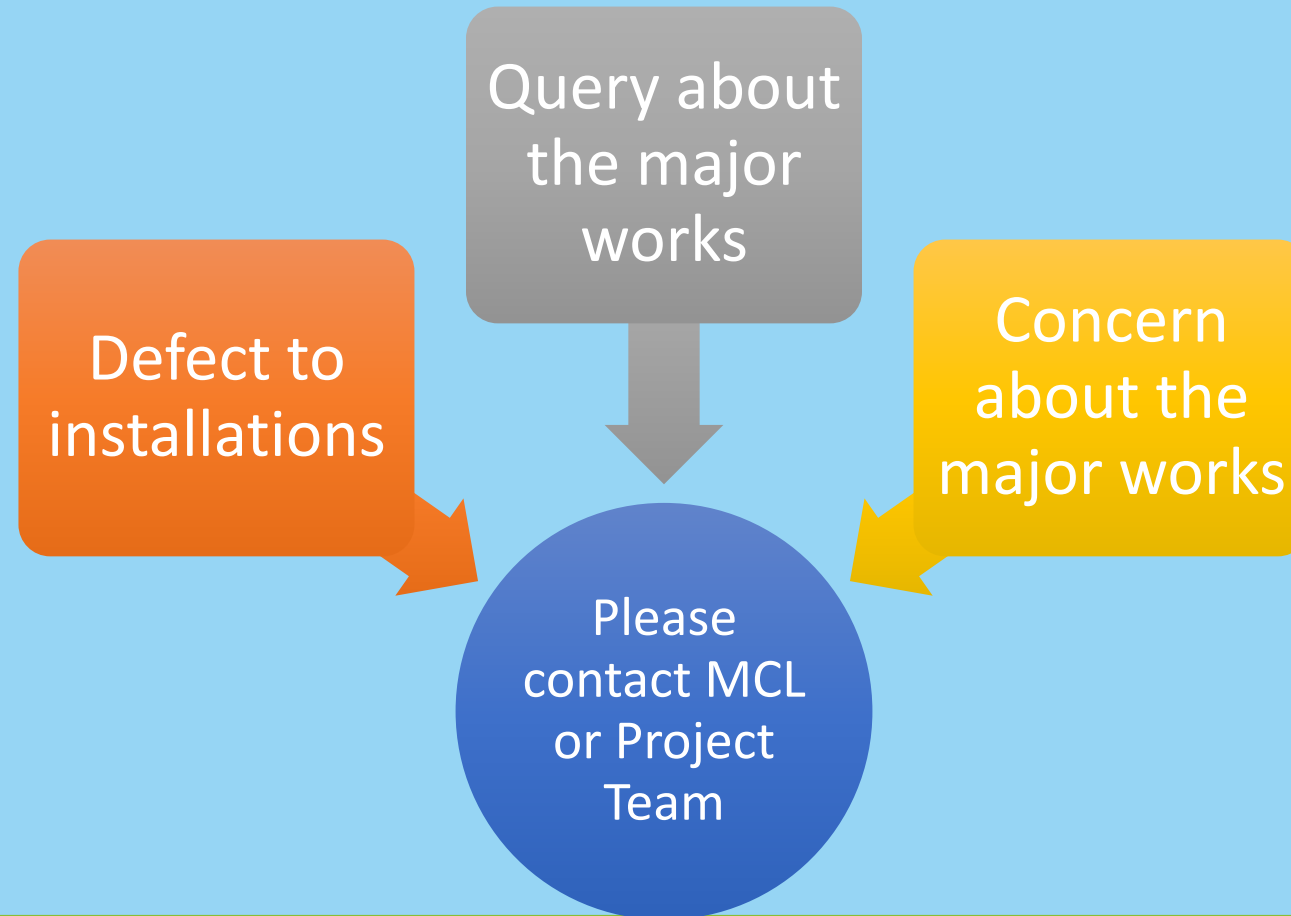 Query about
the major
works
Defect to
installations
Concern
about the
major works
Please
contact MCL
or Project
Team